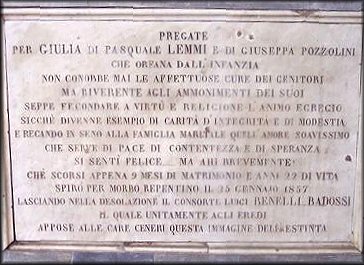 PREGATE
PER GIULIA DI PASQUALE LEMMI E DI GIUSEPPA POZZOLINI
CHE ORFANA DALL'INFANZIA
NON CONOBBE MAI LE AFFETTUOSE CURE DEI GENITORI
MA RIVERENTE AGLI AMMONIMENTI DEI SUOI
SEPPE FECONDARE A VIRTÙ E RELIGIONE L'ANIMO EGREGIO
SICCHÈ DIVENNE ESEMPIO DI CARITÀ D'INTEGRITÀ E DI MODESTIA
E RECANDO IN SENO ALLA FAMIGLIA MARITALE QUELL'AMORE SOAVISSIMO
CHE SERVE DI PACE DI CONTENTEZZA E DI SPERANZA
SI SENTÌ FELICE.... MA AHI BREVEMENTE!
CHÈ SCORSI APPENA 9 MESI DI MATRIMONIO E ANNI 22 DI VITA
SPIRÒ PER MORBO REPENTINO IL 25 GENNAIO 1857
LASCIANDO NELLA DESOLAZIONE IL CONSORTE LUIGI BENELLI BADOSSI
IL QUALE UNITAMENTE AGLI EREDI
APPOSE ALLE CARE CENERI QUESTA IMMAGINE DELL'ESTINTA